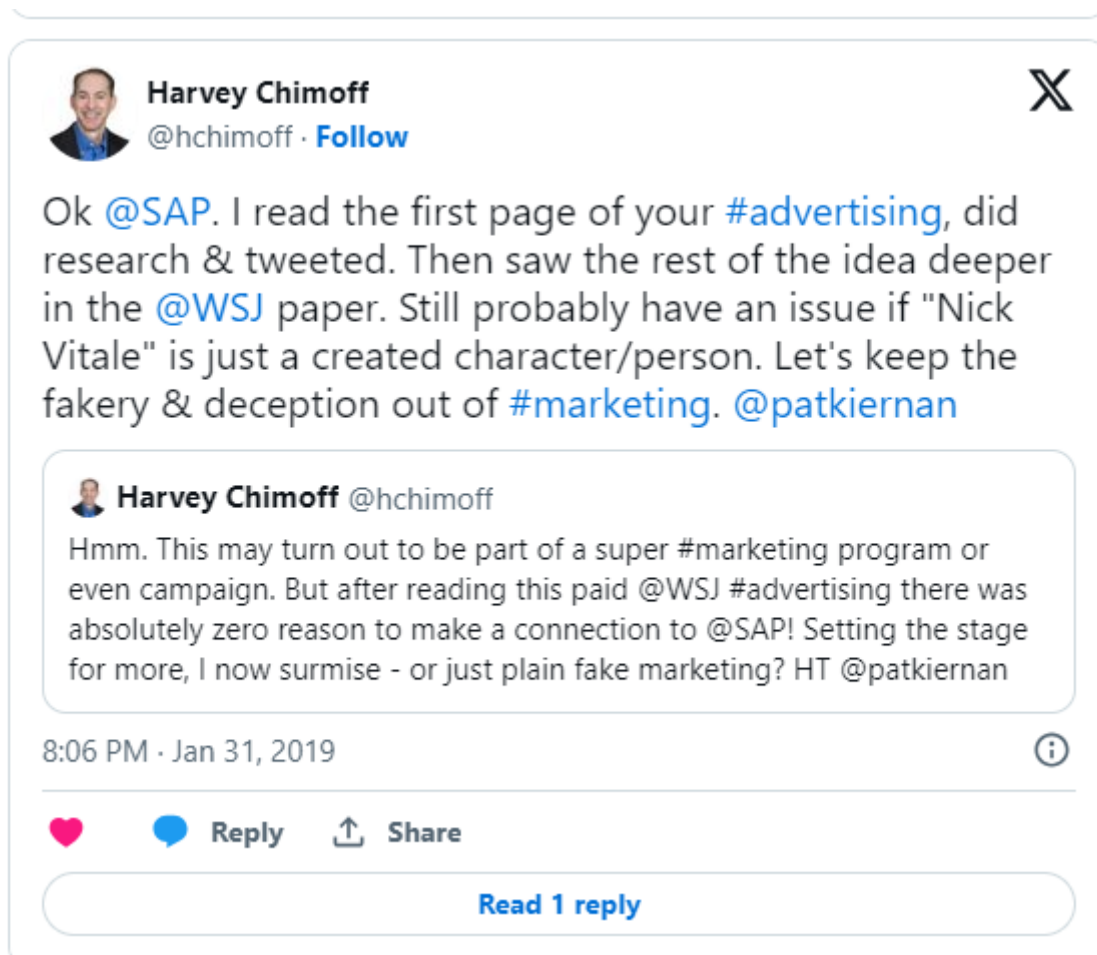 Harvey Chimoff
@hchimoff · Follow
Ok @SAP. I read the first page of your #advertising, did
research & tweeted. Then saw the rest of the idea deeper
in the @WSJ paper. Still probably have an issue if "Nick
Vitale" is just a created character/person. Let's keep the
fakery & deception out of #marketing. @patkiernan
Harvey Chimoff @hchimoff
Hmm. This may turn out to be part of a super #marketing program or
even campaign. But after reading this paid @WSJ #advertising there was
absolutely zero reason to make a connection to @SAP! Setting the stage
for more, I now surmise - or just plain fake marketing? HT @patkiernan
8:06 PM · Jan 31, 2019
Reply Share
Read 1 reply